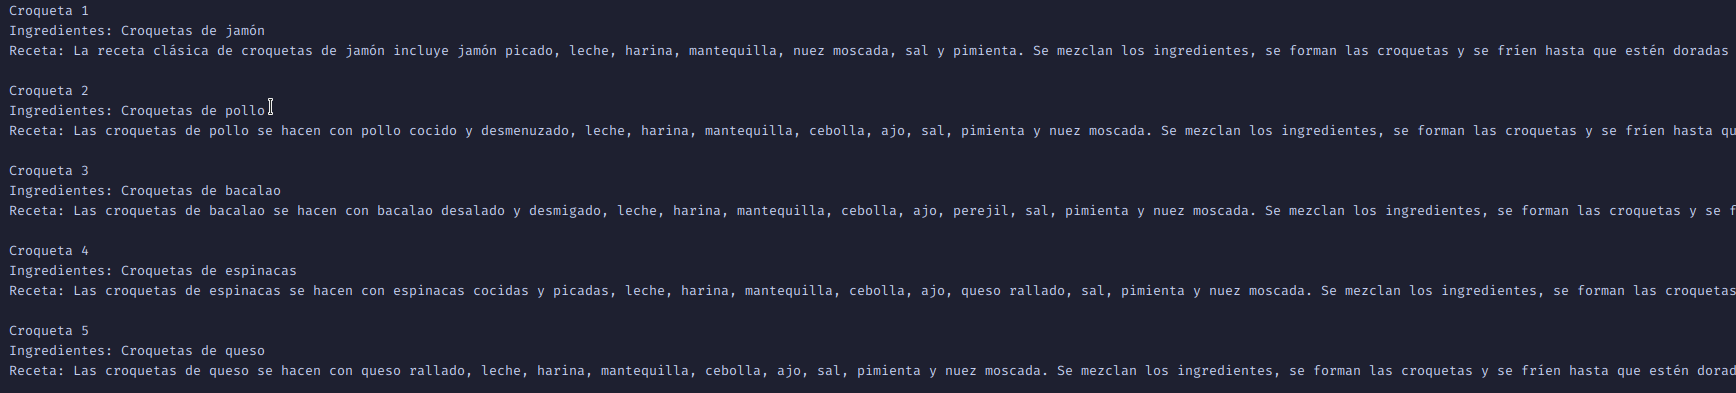 Croqueta 1
Ingredientes: Croquetas de jamón
Receta: La receta clásica de croquetas de jamón incluye jamón picado, leche, harina, mantequilla, nuez moscada, sal y pimienta. Se mezclan los ingredientes, se forman las croquetas y se fríen hasta que estén doradas
Croqueta 2
Ingredientes: Croquetas de pollo
Receta: Las croquetas de pollo se hacen con pollo cocido y desmenuzado, leche, harina, mantequilla, cebolla, ajo, sal, pimienta y nuez moscada. Se mezclan los ingredientes, se forman las croquetas y se fríen hasta qu
Croqueta 3
Ingredientes: Croquetas de bacalao
Receta: Las croquetas de bacalao se hacen con bacalao desalado y desmigado, leche, harina, mantequilla, cebolla, ajo, perejil, sal, pimienta y nuez moscada. Se mezclan los ingredientes, se forman las croquetas y se f
Croqueta 4
Ingredientes: Croquetas de espinacas
Receta: Las croquetas de espinacas se hacen con espinacas cocidas y picadas, leche, harina, mantequilla, cebolla, ajo, queso rallado, sal, pimienta y nuez moscada. Se mezclan los ingredientes, se forman las croquetas
Croqueta 5
Ingredientes: Croquetas de queso
Receta: Las croquetas de queso se hacen con queso rallado, leche, harina, mantequilla, cebolla, ajo, sal, pimienta y nuez moscada. Se mezclan los ingredientes, se forman las croquetas y se fríen hasta que estén dorad